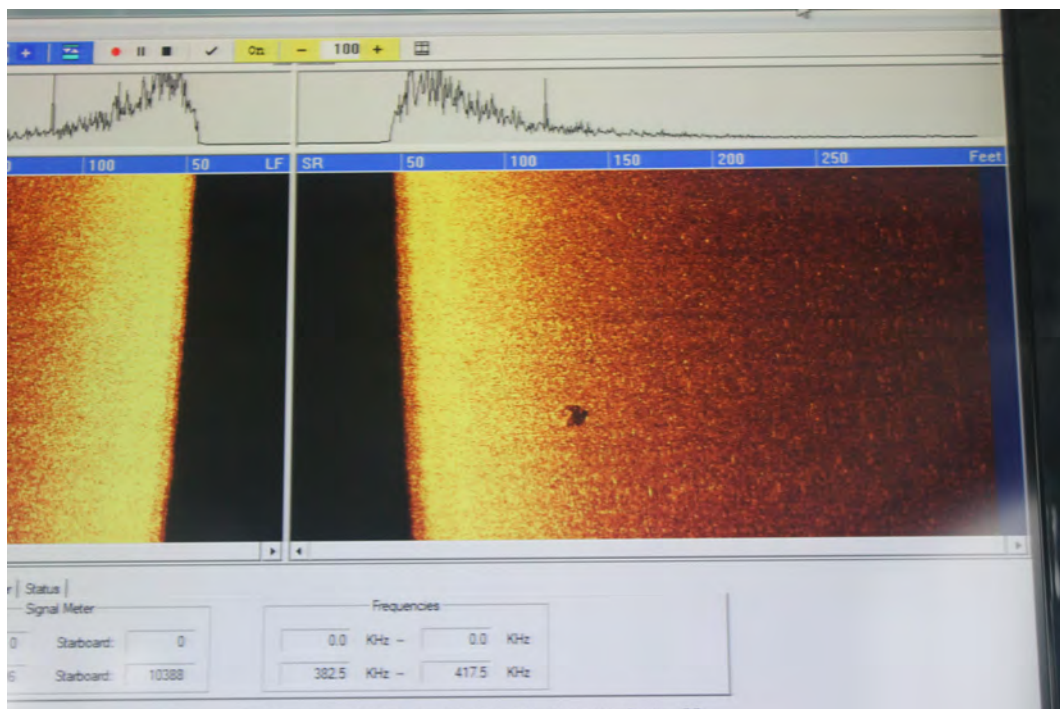 + On - 100 +
100 50 LF SR 50 100 150 200 250 Feet
Status
Signal Meter Frequencies
0 Starboard: 0 0.0 KHz - 0.0 KHz
Starboard: 10388 382.5 KHz - 417.5 KHz